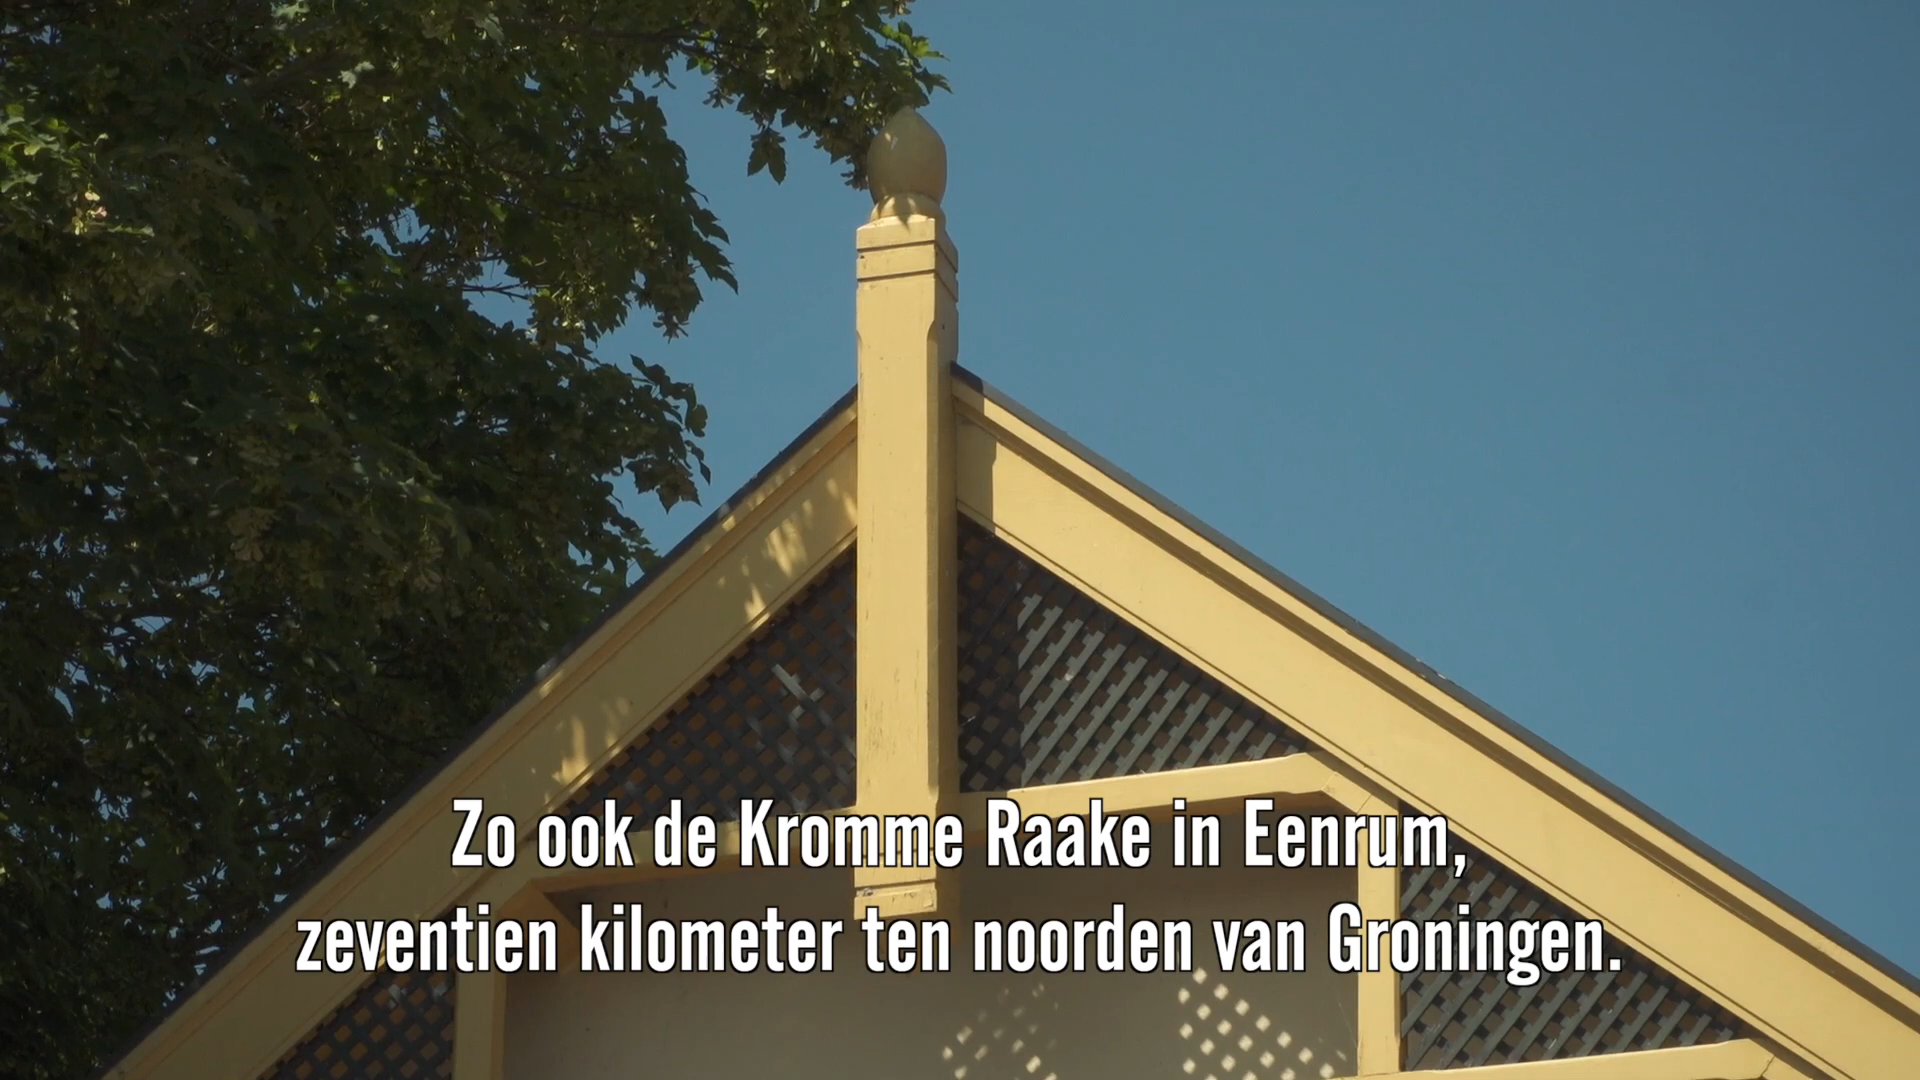 Zo ook de Kromme Raake in Eenrum,
zeventien kilometer ten noorden van Groningen.